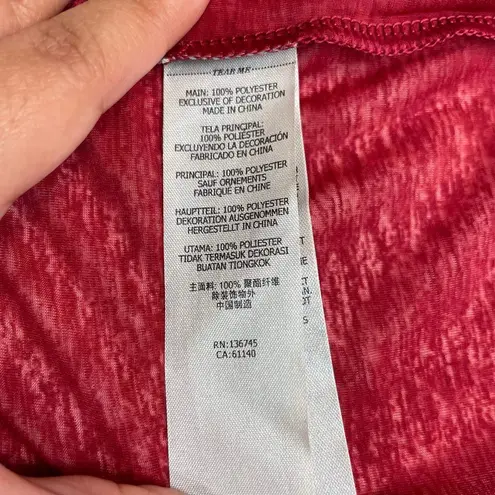 TEAR ME
MAIN: 100% POLYESTER
EXCLUSIVE OF DECORATION
MADE IN CHINA
TELA PRINCIPAL:
100% POLIÉSTER
EXCLUYENDO LA DECORACIÓN
FABRICADO EN CHINA
PRINCIPAL: 100% POLYESTER
SAUF ORNEMENTS
FABRIQUÉ EN CHINE
HAUPTTEIL: 100% POLYESTER
DEKORATION AUSGENOMMEN
HERGESTELLT IN CHINA
UTAMA: 100% POLIESTER
TIDAK TERMASUK DEKORASI
BUATAN TIONGKOK
主面料: 100% 聚酯纤维
除装饰物外
中国制造
RN:136745
CA:61140